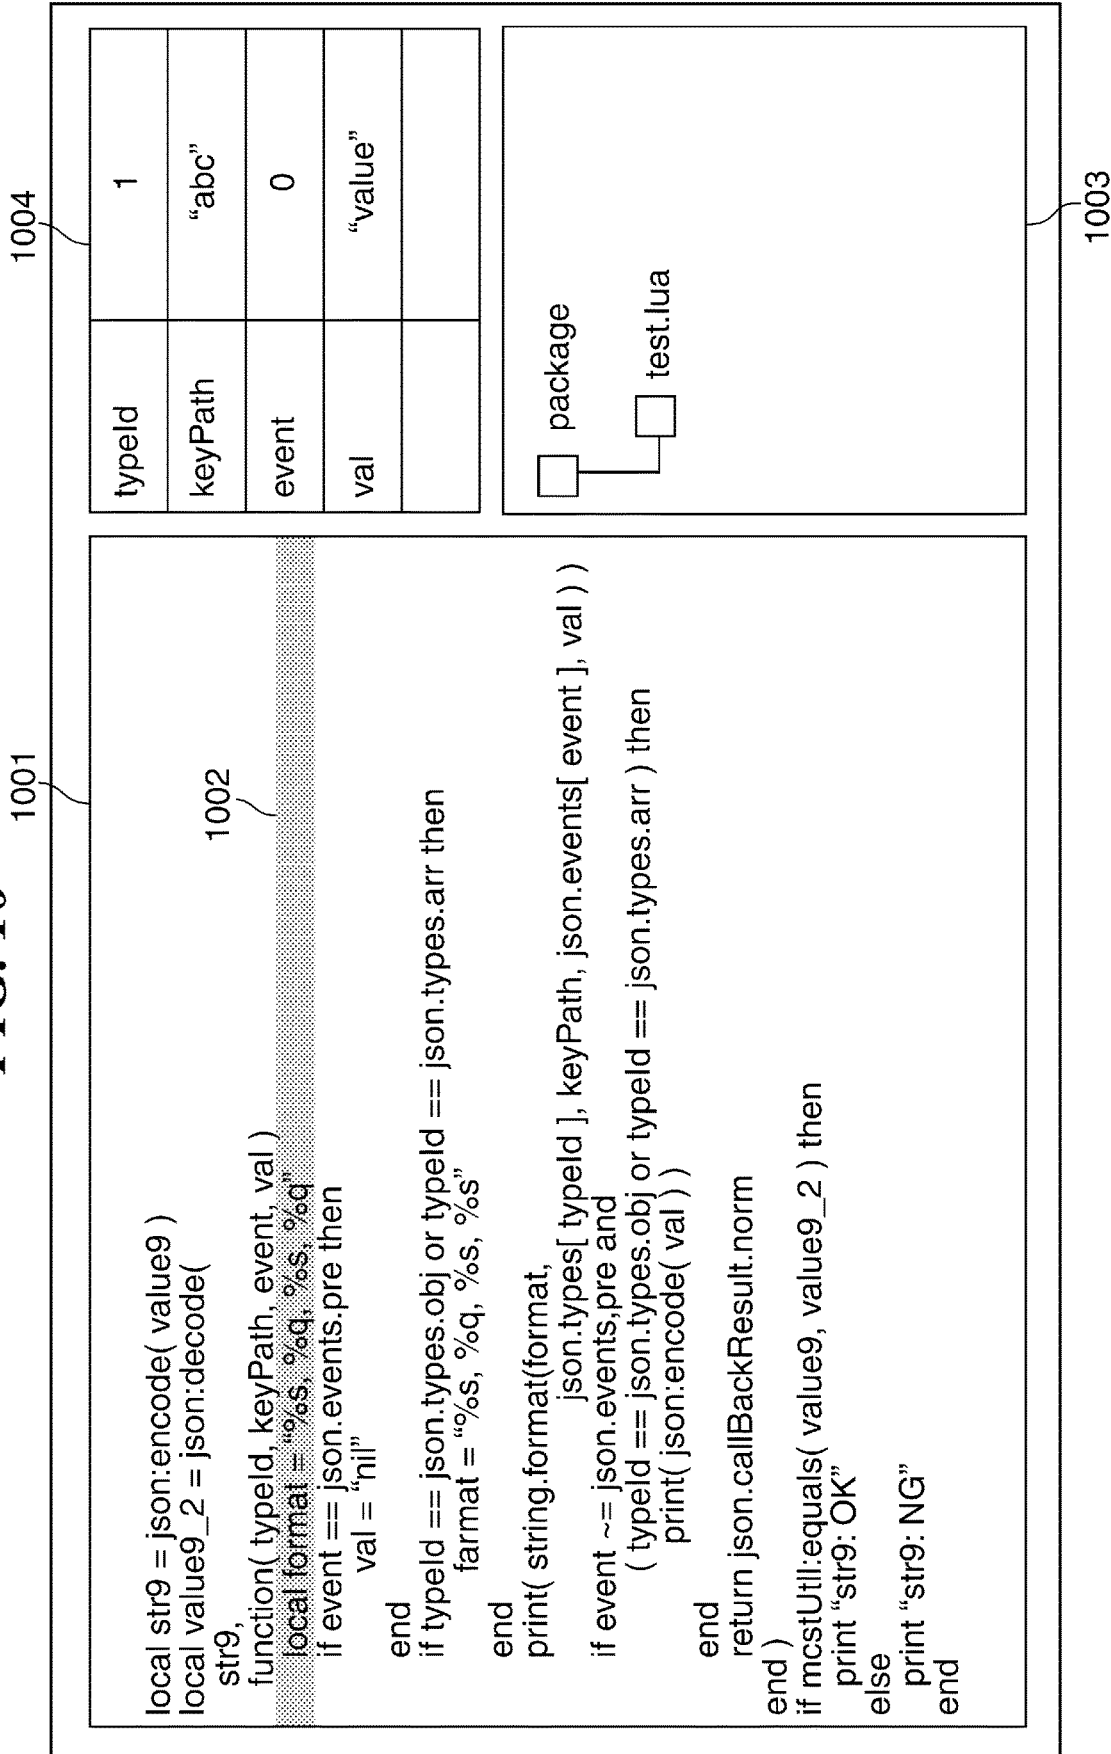 FIG. 10
1001
1002
local str9 = json:encode( value9 )
local value9_2 = json:decode(
str9,
function( typeId, keyPath, event, val )
local format = “%s, %q, %s, %q”
if event == json.events.pre then
val = “nil”
end
if typeId == json.types.obj or typeId == json.types.arr then
farmat = “%s, %q, %s, %s”
end
print( string.format(format,
json.types[ typeId ], keyPath, json.events[ event ], val ) )
if event ~= json.events,pre and
( typeId == json.types.obj or typeId == json.types.arr ) then
print( json:encode( val ) )
end
return json.callBackResult.norm
end )
if mcstUtll:equals( value9, value9_2 ) then
print “str9: OK”
else
print “str9: NG”
end
1004
typeId 1
keyPath “abc”
event 0
val “value”
package
test.lua
1003